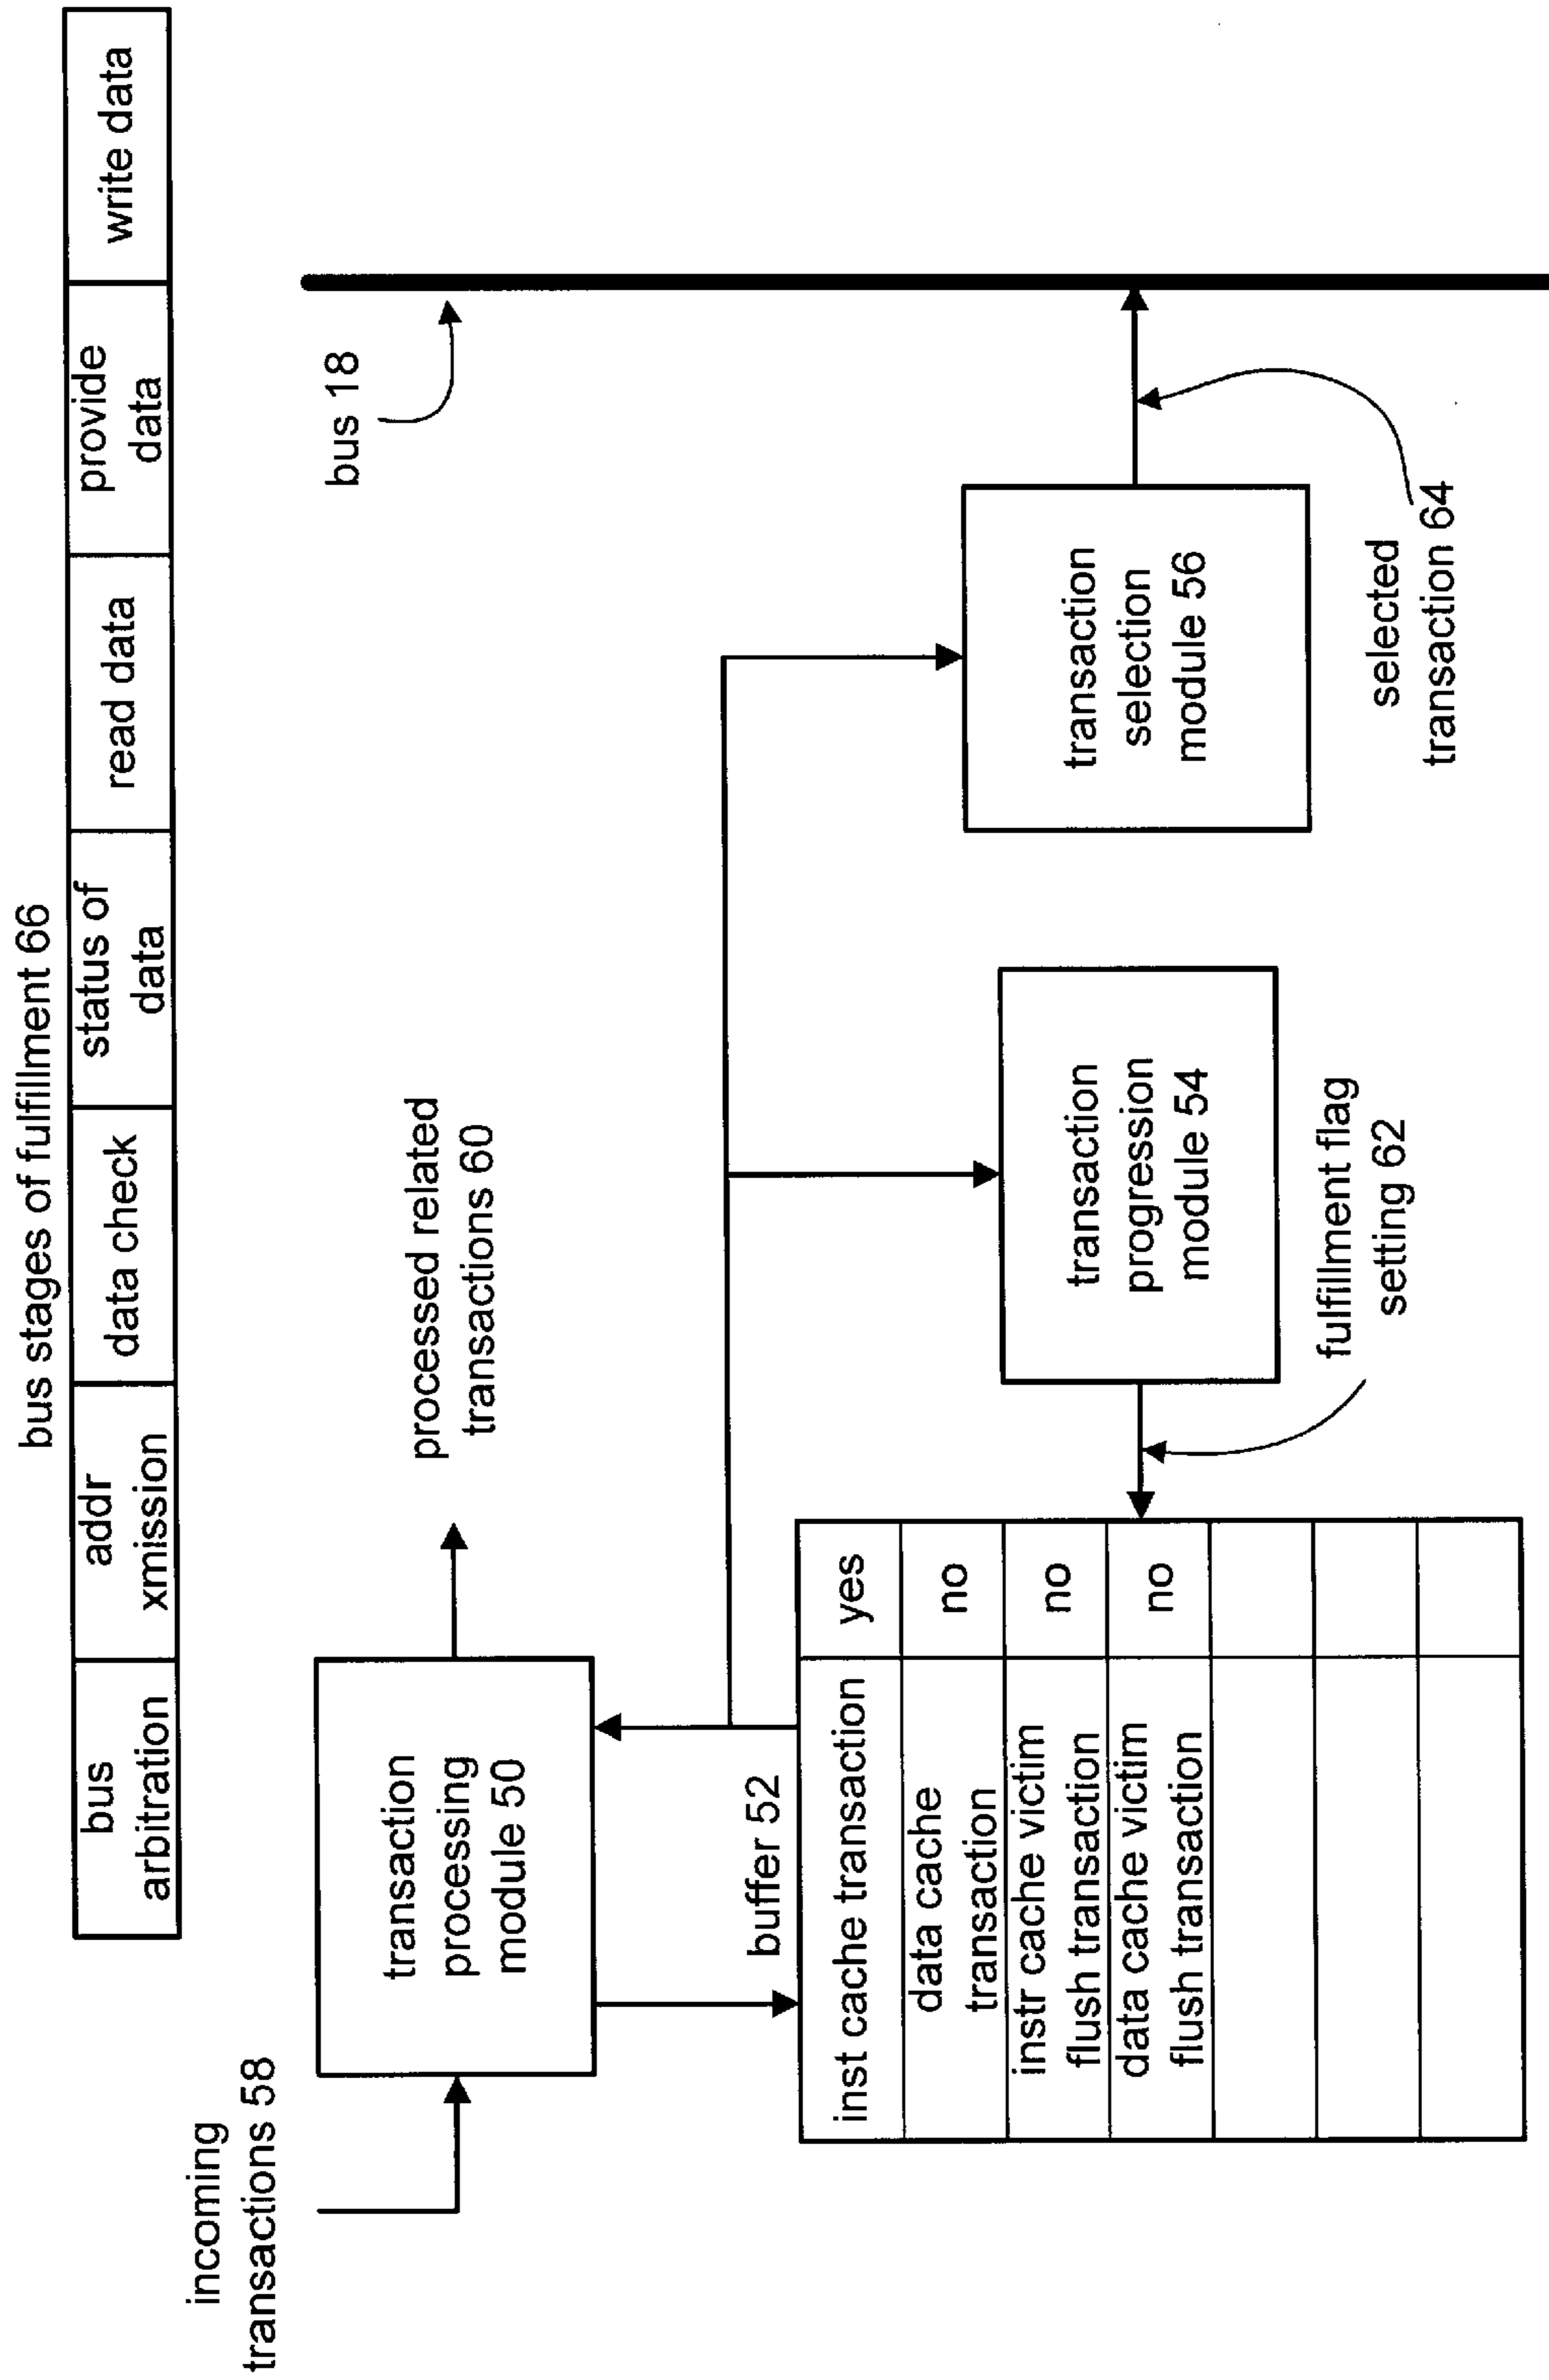 bus stages of fulfillment 66
bus
arbitration
addr
xmission
data check
status of
data
read data
provide
data
write data
incoming
transactions 58
transaction
processing
module 50
processed related
transactions 60
bus 18
buffer 52
inst cache transaction
yes
data cache
transaction
no
instr cache victim
flush transaction
no
data cache victim
flush transaction
no
transaction
progression
module 54
fulfillment flag
setting 62
transaction
selection
module 56
selected
transaction 64